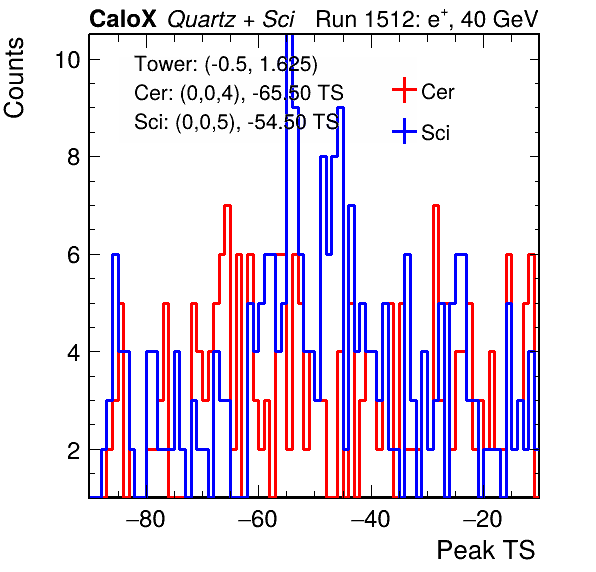 CaloX Quartz + Sci Run 1512: e+, 40 GeV
Counts
Tower: (-0.5, 1.625)
Cer: (0,0,4), -65.50 TS
Sci: (0,0,5), -54.50 TS
Cer
Sci
10
8
6
4
2
−80 −60 −40 −20
Peak TS